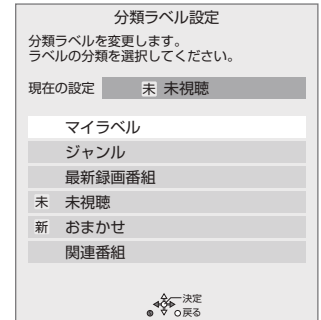 分類ラベル設定
分類ラベルを変更します。
ラベルの分類を選択してください。
現在の設定 未 未視聴
マイラベル
ジャンル
最新録画番組
未 未視聴
新 おまかせ
関連番組
決定
戻る